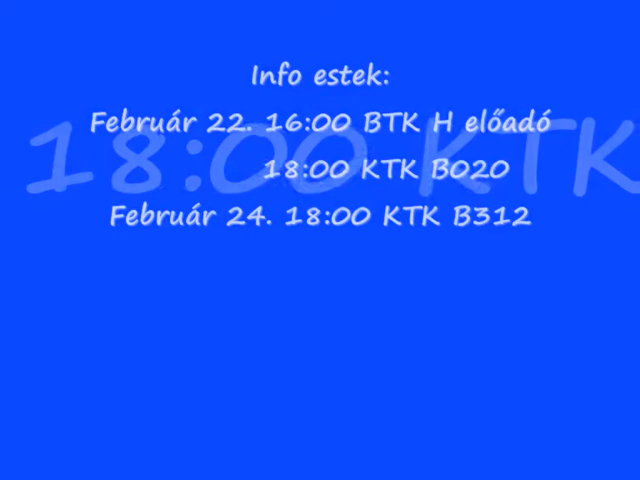 Info estek:
Február 22. 16:00 BTK H előadó
18:00 KTK B020
18:00 KTK
Február 24. 18:00 KTK B312